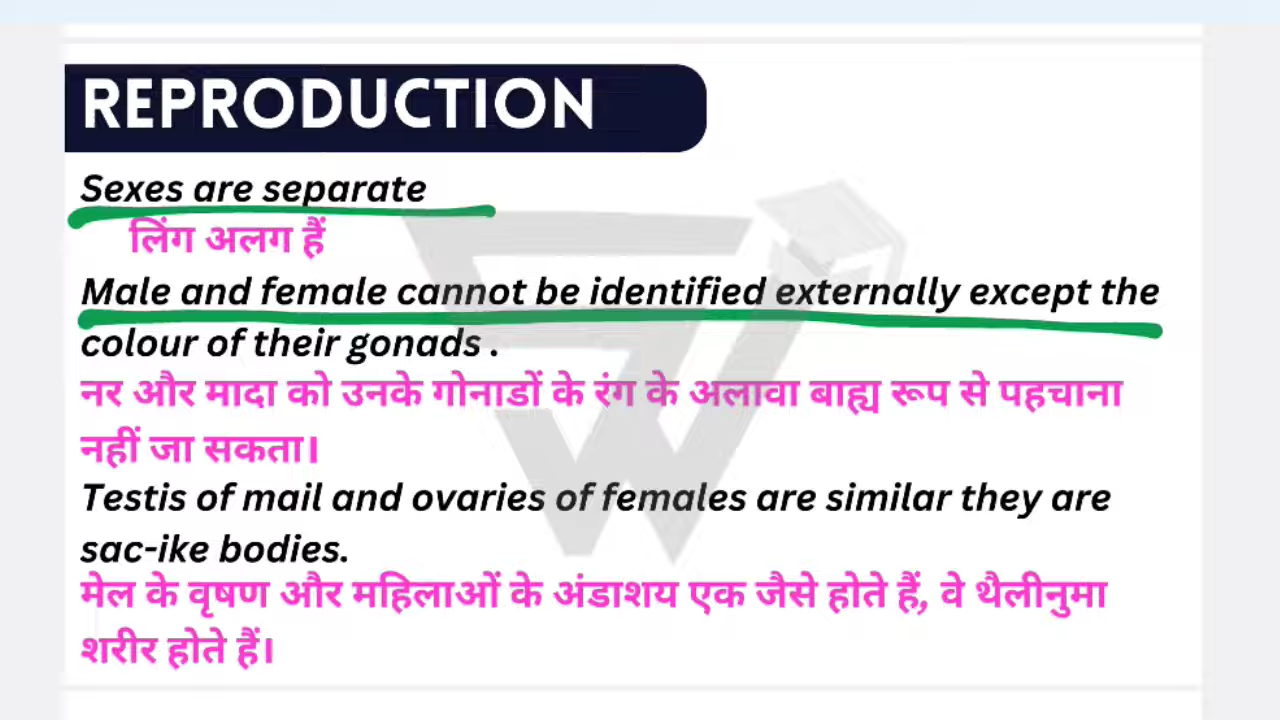 REPRODUCTION
Sexes are separate
लिंग अलग हैं
Male and female cannot be identified externally except the
colour of their gonads .
नर और मादा को उनके गोनाडों के रंग के अलावा बाह्य रूप से पहचाना
नहीं जा सकता।
Testis of mail and ovaries of females are similar they are
sac-ike bodies.
मेल के वृषण और महिलाओं के अंडाशय एक जैसे होते हैं, वे थैलीनुमा
शरीर होते हैं।